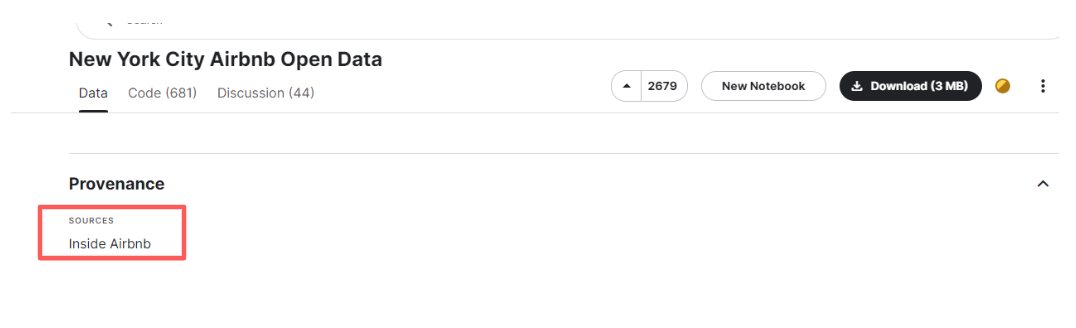 New York City Airbnb Open Data
Data Code (681) Discussion (44)
2679 New Notebook Download (3 MB)
Provenance
SOURCES
Inside Airbnb